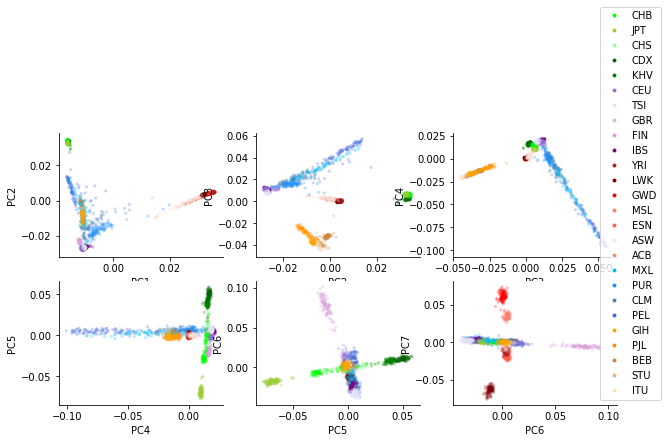 CHB
JPT
CHS
CDX
KHV
CEU
TSI
GBR
FIN
IBS
YRI
LWK
GWD
MSL
ESN
ASW
ACB
MXL
PUR
CLM
PEL
GIH
PJL
BEB
STU
ITU
PC2
0.02
0.00
−0.02
0.00
0.02
PC1
PC3
0.06
0.04
0.02
0.00
−0.02
−0.04
−0.02
0.00
0.02
PC2
PC4
0.025
0.000
−0.025
−0.050
−0.075
−0.100
−0.050
−0.025
0.000
0.025
PC3
PC5
0.05
0.00
−0.05
−0.10
−0.05
0.00
PC4
PC6
0.10
0.05
0.00
−0.05
0.00
0.05
PC5
PC7
0.05
0.00
−0.05
0.00
0.05
0.10
PC6